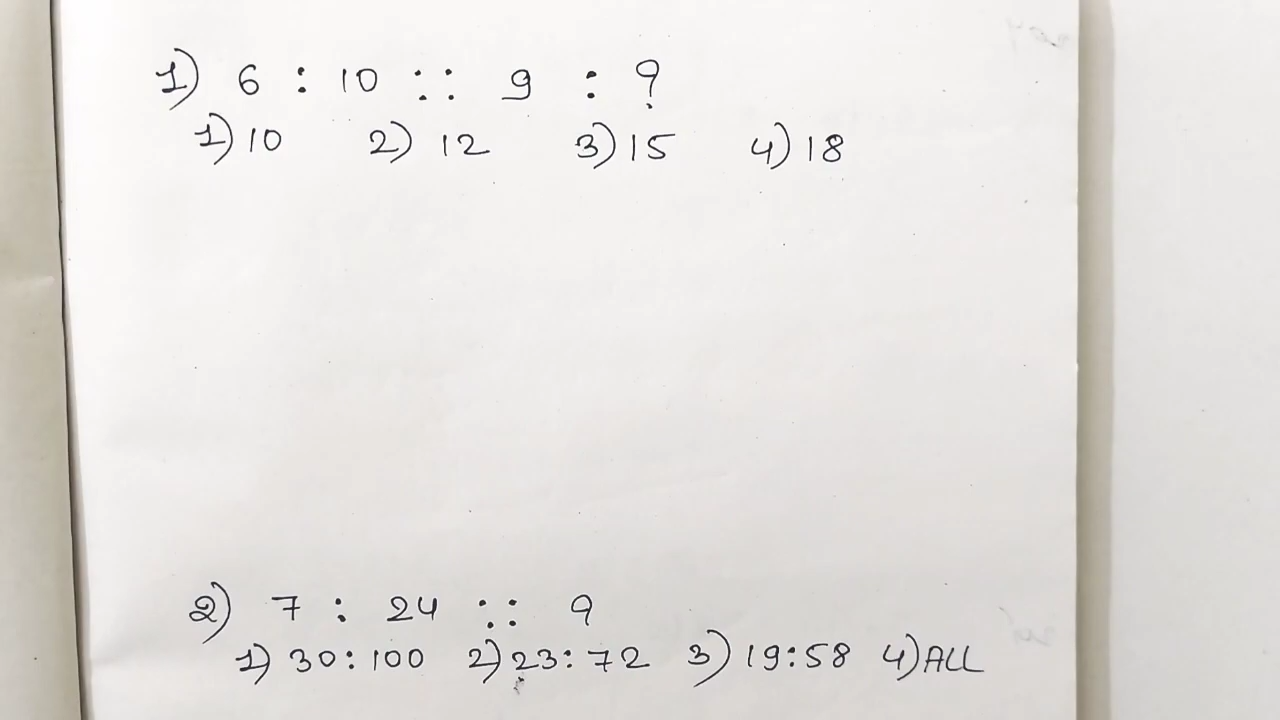 1) 6 : 10 :: 9 : ?
1) 10 2) 12 3) 15 4) 18
2) 7 : 24 :: ?
1) 30:100 2) 23:72 3) 19:58 4) ALL